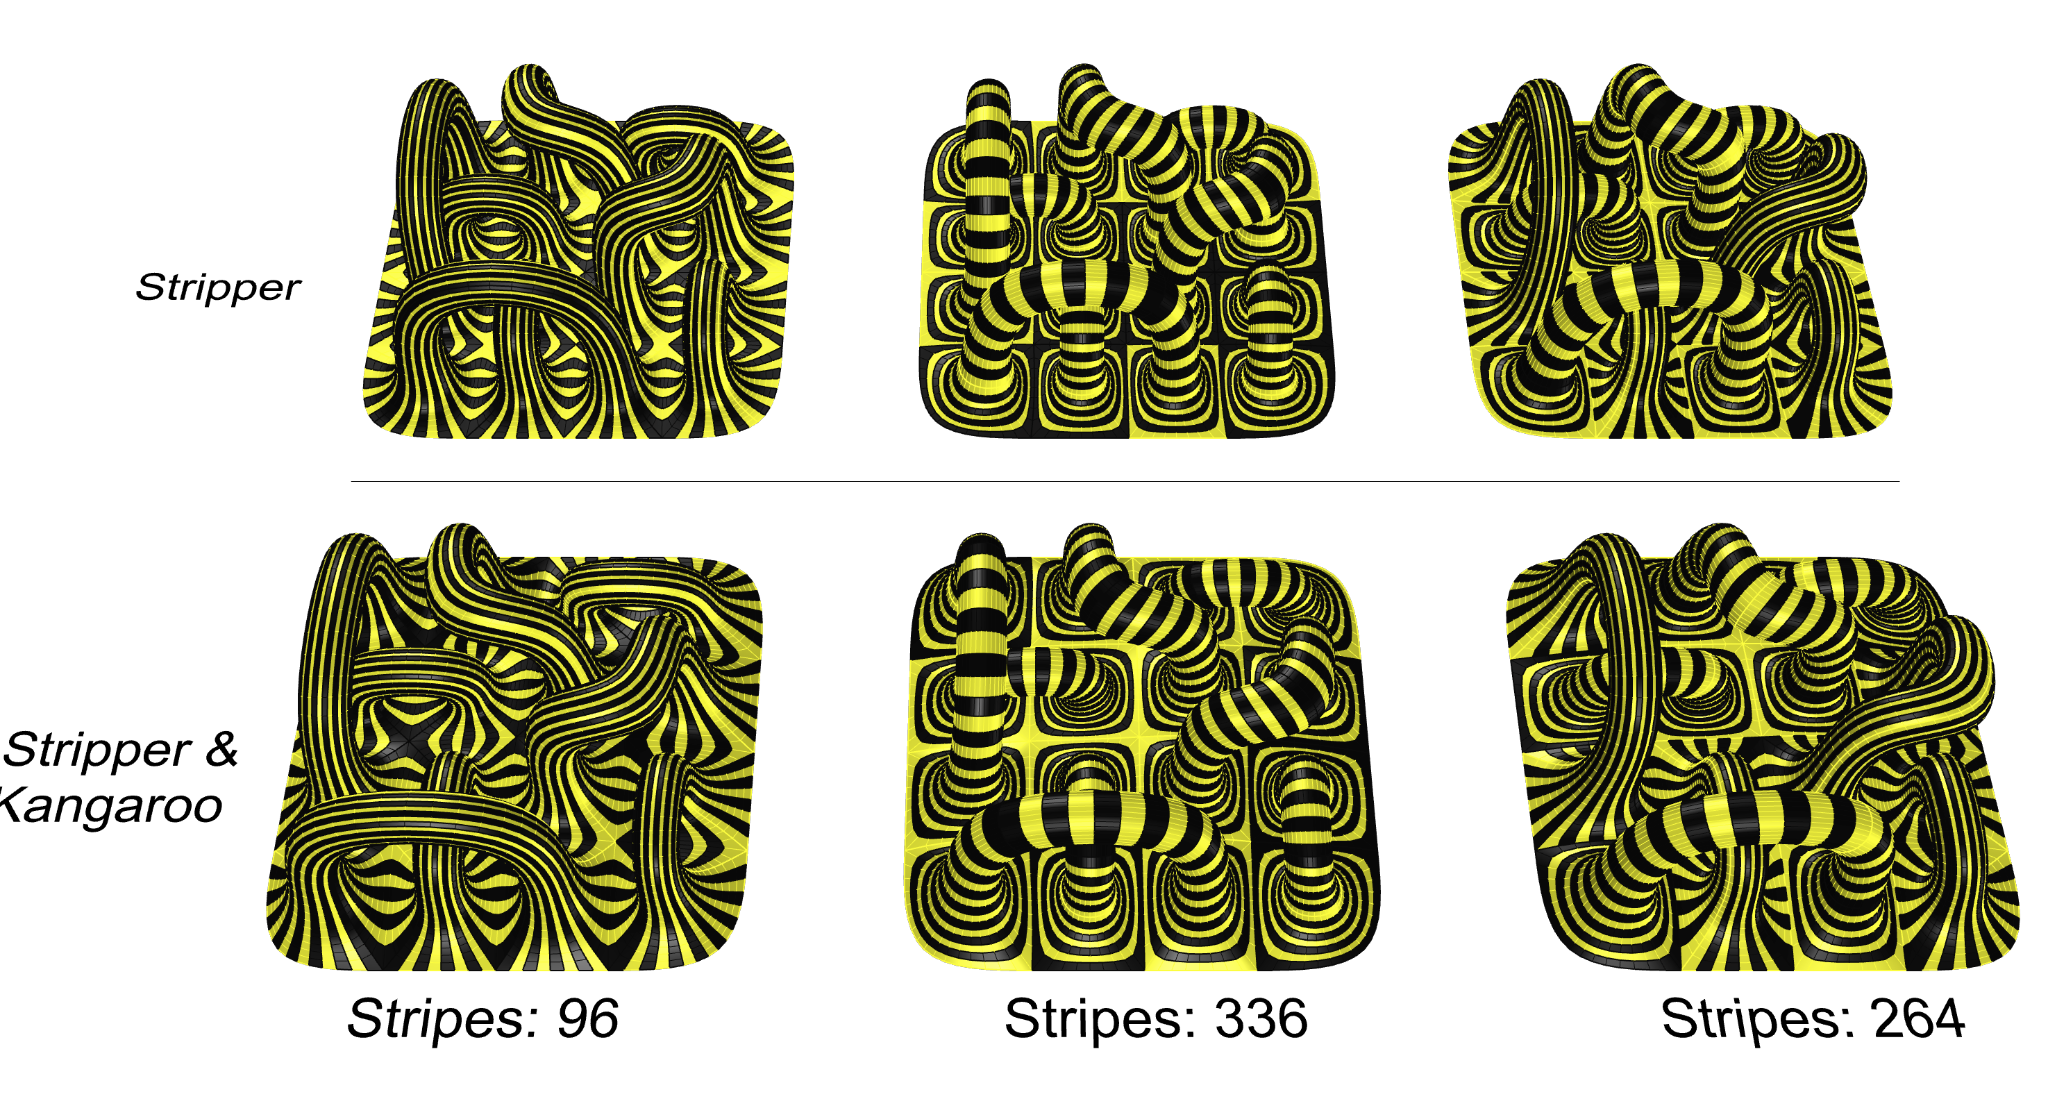 Stripper
Stripper &
Kangaroo
Stripes: 96
Stripes: 336
Stripes: 264